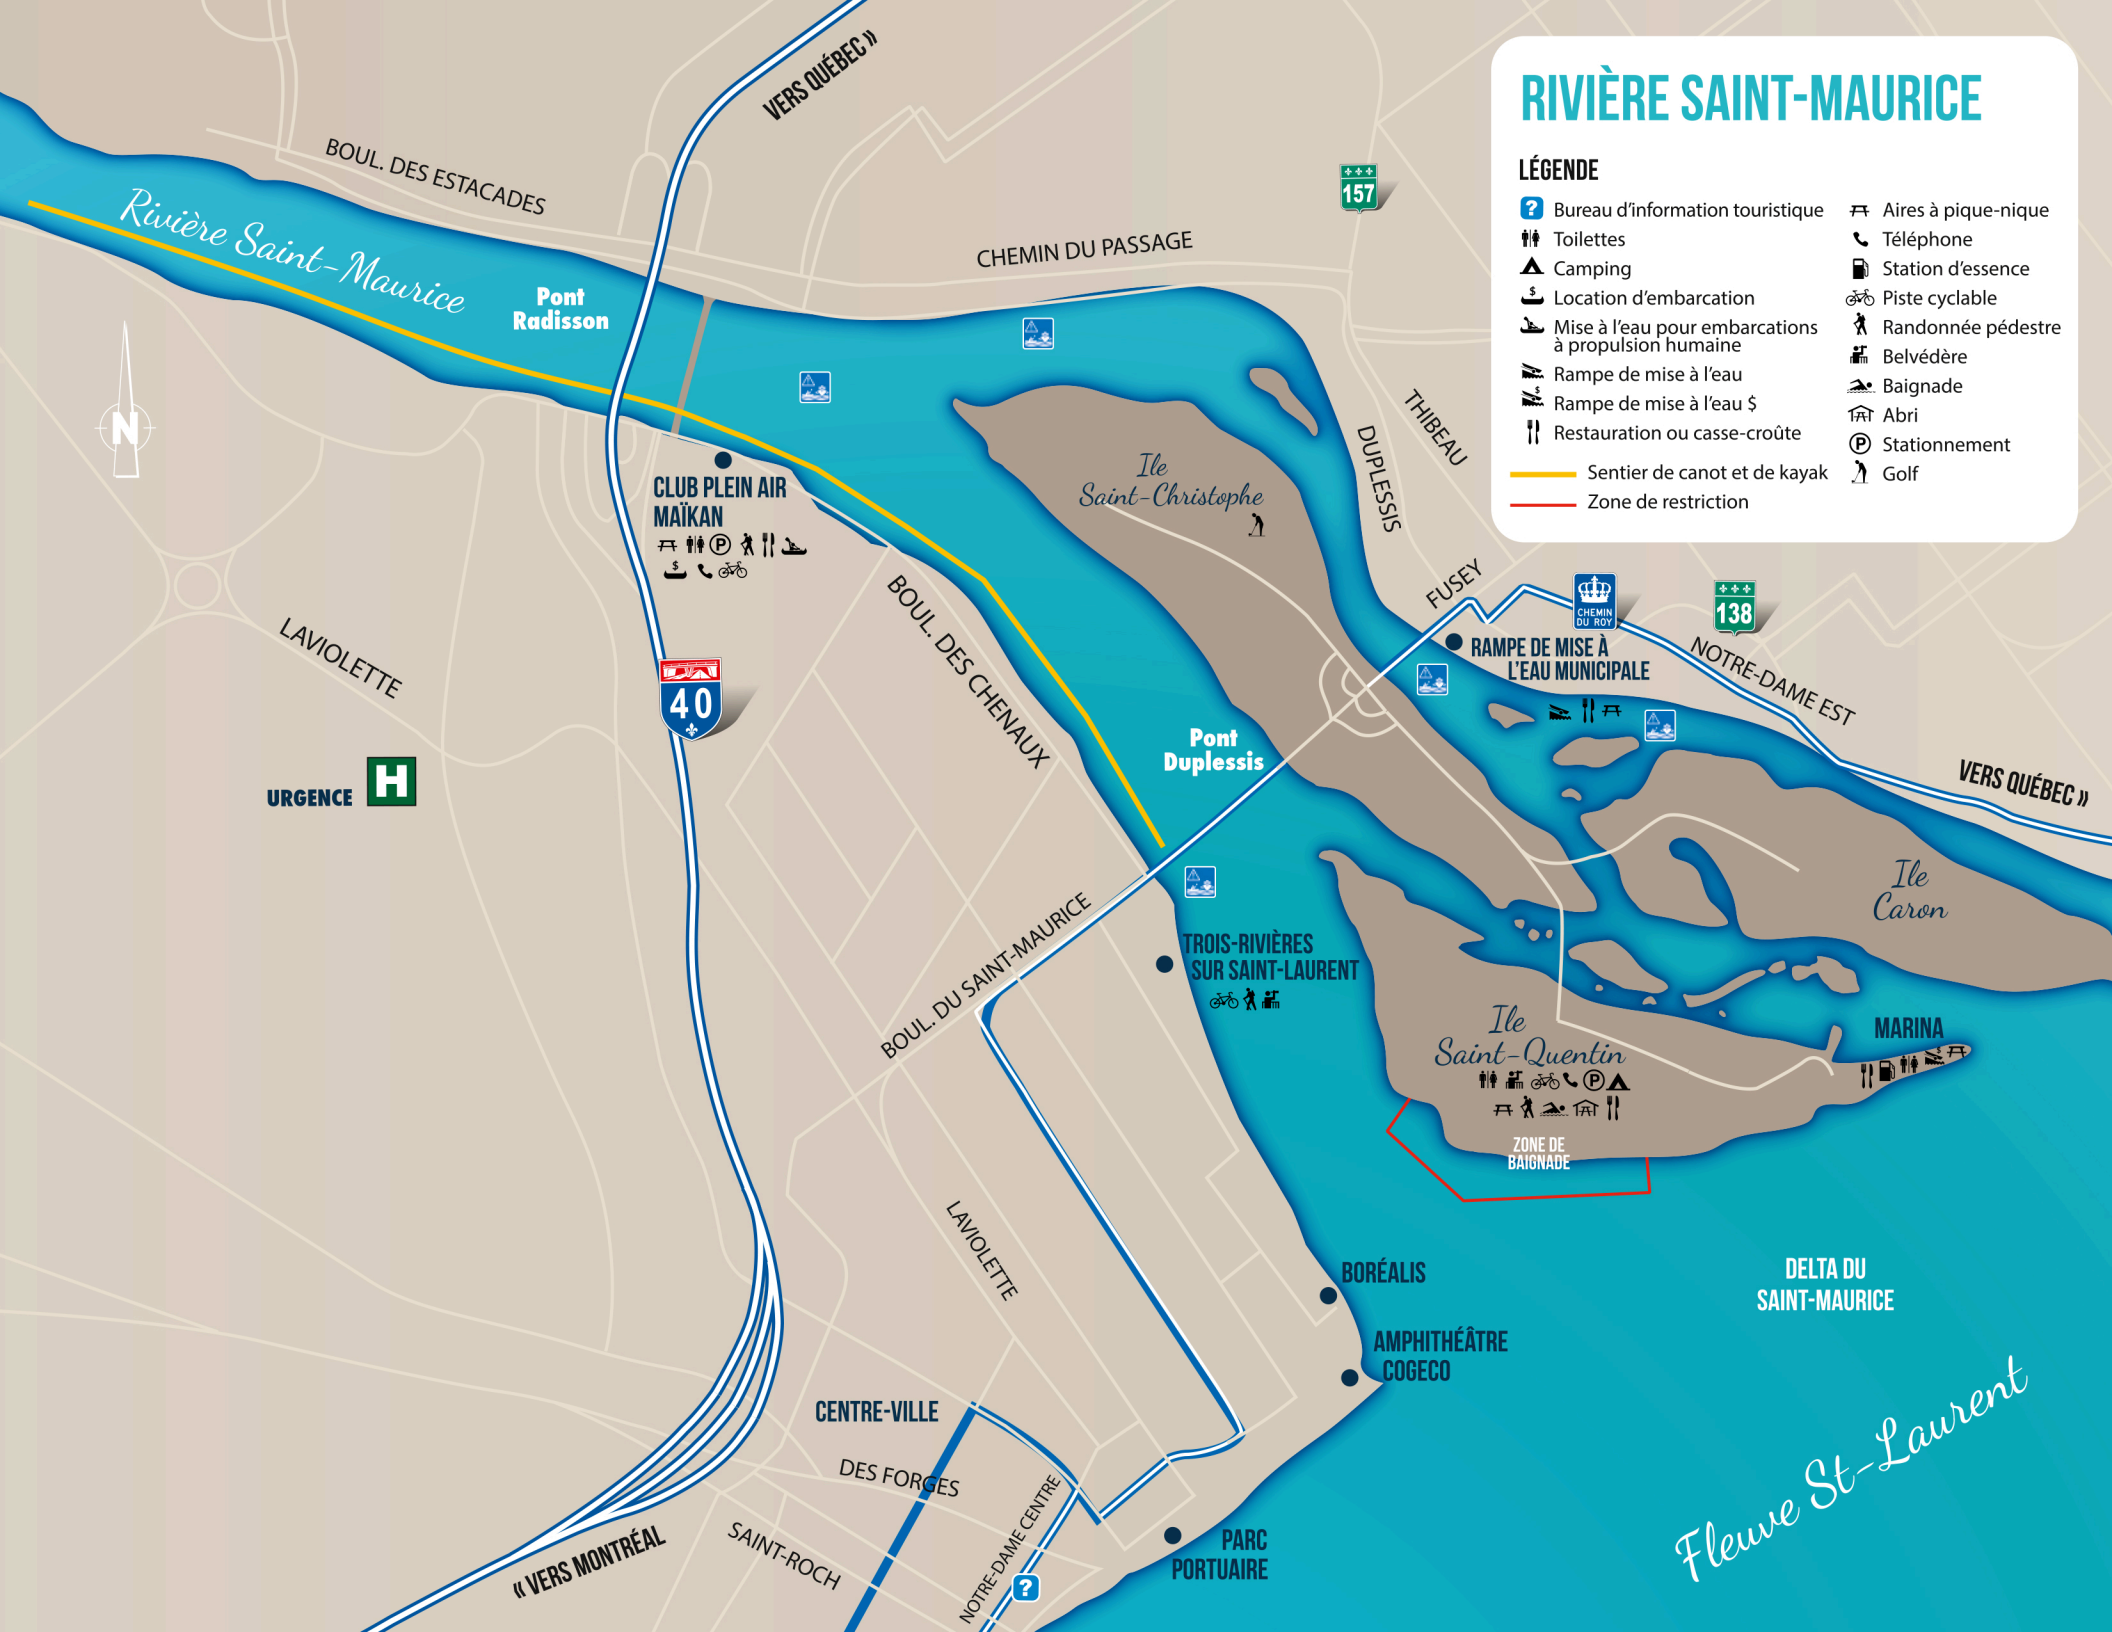 RIVIÈRE SAINT-MAURICE
LÉGENDE
? Bureau d'information touristique
Toilettes
Camping
$ Location d'embarcation
Mise à l'eau pour embarcations
à propulsion humaine
Rampe de mise à l'eau
$ Rampe de mise à l'eau $
Restauration ou casse-croûte
Aires à pique-nique
Téléphone
Station d'essence
Piste cyclable
Randonnée pédestre
Belvédère
Baignade
Abri
P Stationnement
Golf
Sentier de canot et de kayak
Zone de restriction
VERS QUÉBEC »
BOUL. DES ESTACADES
157
Rivière Saint-Maurice
CHEMIN DU PASSAGE
Pont
Radisson
N
THIBEAU
DUPLESSIS
Ile
Saint-Christophe
CLUB PLEIN AIR
MAÏKAN
P
$
FUSEY
CHEMIN
DU ROY
138
BOUL. DES CHENAUX
LAVIOLETTE
RAMPE DE MISE À
L'EAU MUNICIPALE
NOTRE-DAME EST
40
Pont
Duplessis
VERS QUÉBEC »
URGENCE H
Ile
Caron
BOUL. DU SAINT-MAURICE
TROIS-RIVIÈRES
SUR SAINT-LAURENT
Ile
Saint-Quentin
P
MARINA
$
ZONE DE
BAIGNADE
LAVIOLETTE
BORÉALIS
DELTA DU
SAINT-MAURICE
AMPHITHÉÂTRE
COGECO
CENTRE-VILLE
DES FORGES
Fleuve St-Laurent
NOTRE-DAME CENTRE
SAINT-ROCH
« VERS MONTRÉAL
PARC
PORTUAIRE
?